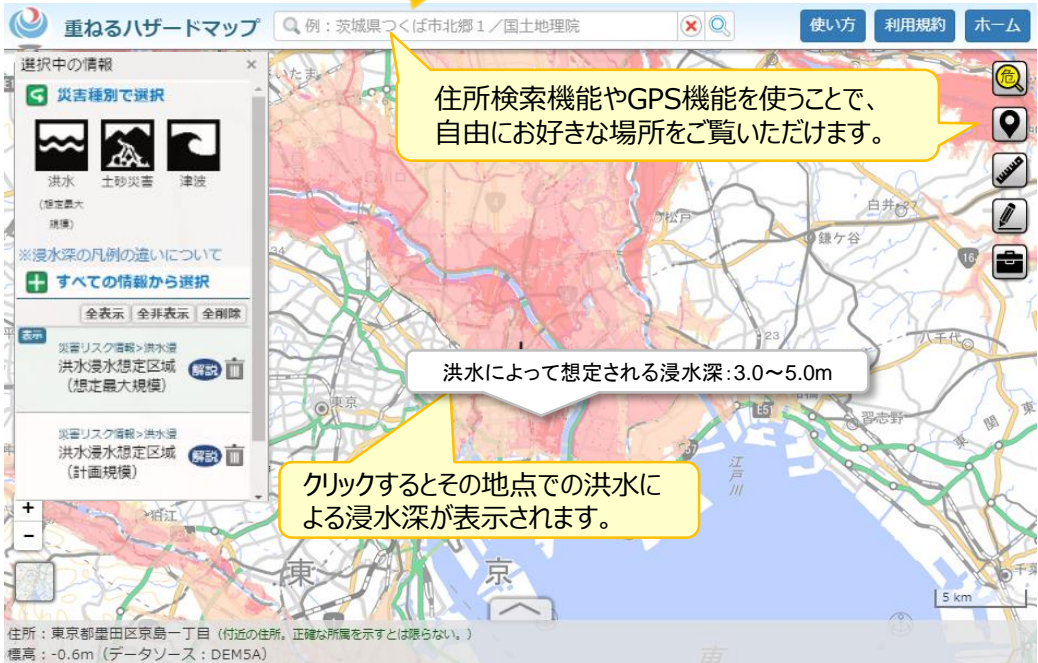 重ねるハザードマップ
例：茨城県つくば市北郷１／国土地理院
使い方
利用規約
ホーム
選択中の情報
×
災害種別で選択
洪水
（想定最大
規模）
土砂災害
津波
※浸水深の凡例の違いについて
すべての情報から選択
全表示
全非表示
全削除
表示
災害リスク情報>洪水浸
洪水浸水想定区域
（想定最大規模）
解説
災害リスク情報>洪水浸
洪水浸水想定区域
（計画規模）
解説
危
住所検索機能やGPS機能を使うことで、
自由にお好きな場所をご覧いただけます。
いたま
松戸
白井
鎌ケ谷
16
八千代
習志野
東京
E51
洪水によって想定される浸水深：3.0～5.0m
クリックするとその地点での洪水に
よる浸水深が表示されます。
江戸川
狛江
+
-
東
京
千葉
5 km
住所：東京都墨田区京島一丁目（付近の住所。正確な所属を示すとは限らない。）
標高：-0.6m（データソース：DEM5A）